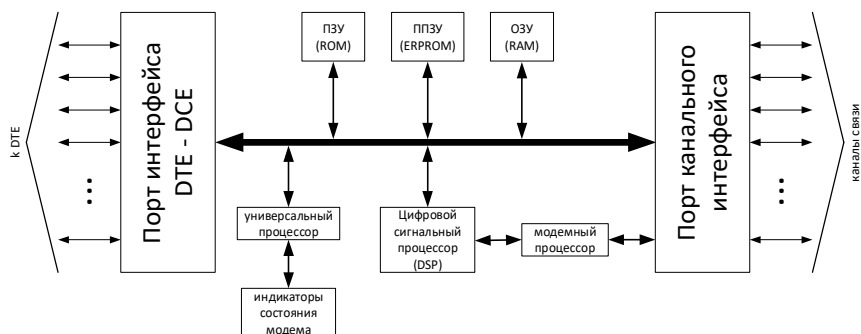 ПЗУ
(ROM)
ППЗУ
(ERPROM)
ОЗУ
(RAM)
k DTE
Порт интерфейса
DTE - DCE
Порт канального
интерфейса
каналы связи
...
...
универсальный
процессор
Цифровой
сигнальный
процессор
(DSP)
модемный
процессор
индикаторы
состояния
модема